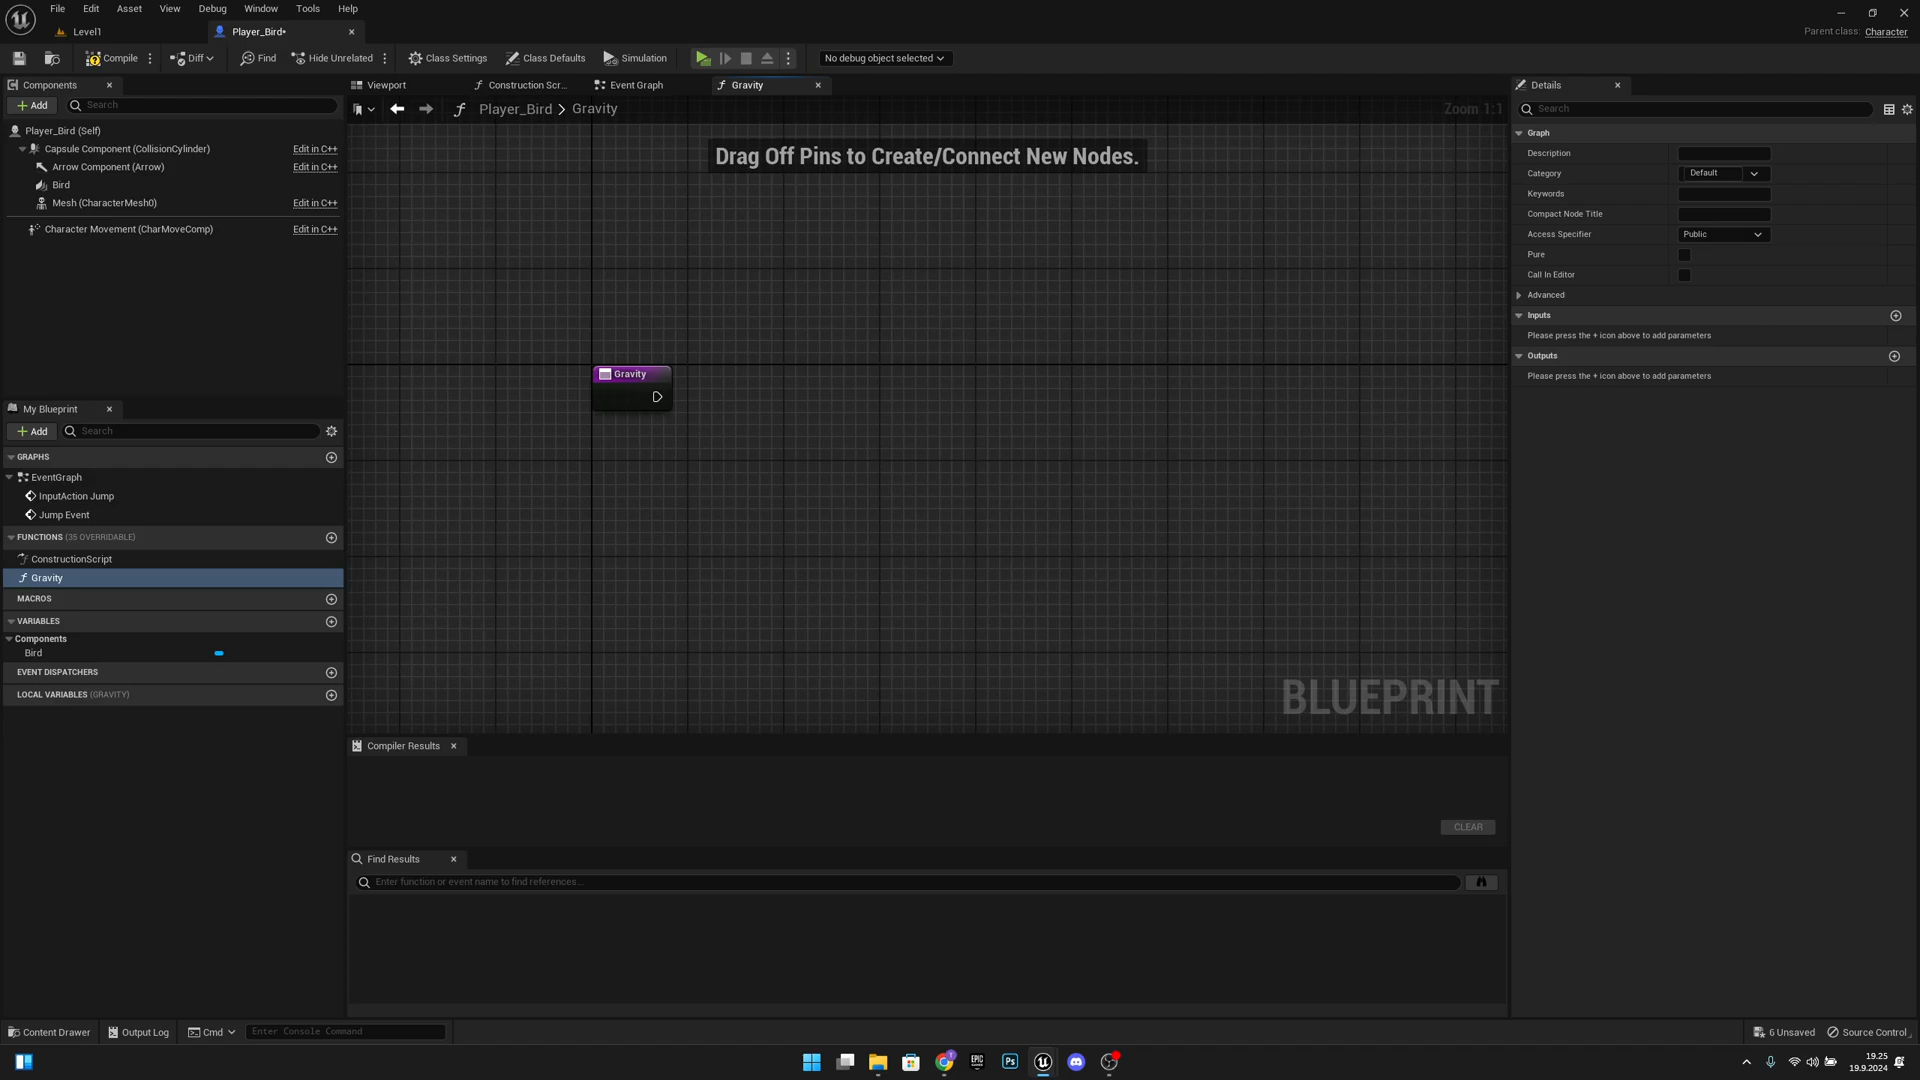 File Edit Asset View Debug Window Tools Help
Level1
Player_Bird•
Parent class: Character
Compile
Diff
Find
Hide Unrelated
Class Settings
Class Defaults
Simulation
No debug object selected
Components
Add
Search
Player_Bird (Self)
Capsule Component (CollisionCylinder) Edit in C++
Arrow Component (Arrow) Edit in C++
Bird
Mesh (CharacterMesh0) Edit in C++
Character Movement (CharMoveComp) Edit in C++
My Blueprint
Add
Search
GRAPHS
EventGraph
InputAction Jump
Jump Event
FUNCTIONS (35 OVERRIDABLE)
ConstructionScript
Gravity
MACROS
VARIABLES
Components
Bird
EVENT DISPATCHERS
LOCAL VARIABLES (GRAVITY)
Viewport
Construction Scr...
Event Graph
Gravity
Player_Bird > Gravity
Zoom 1:1
Drag Off Pins to Create/Connect New Nodes.
Gravity
BLUEPRINT
Compiler Results
CLEAR
Find Results
Enter function or event name to find references...
Details
Search
Graph
Description
Category Default
Keywords
Compact Node Title
Access Specifier Public
Pure
Call In Editor
Advanced
Inputs
Please press the + icon above to add parameters
Outputs
Please press the + icon above to add parameters
Content Drawer
Output Log
Cmd
Enter Console Command
6 Unsaved
Source Control
EPIC GAMES
Ps
19.25
19.9.2024